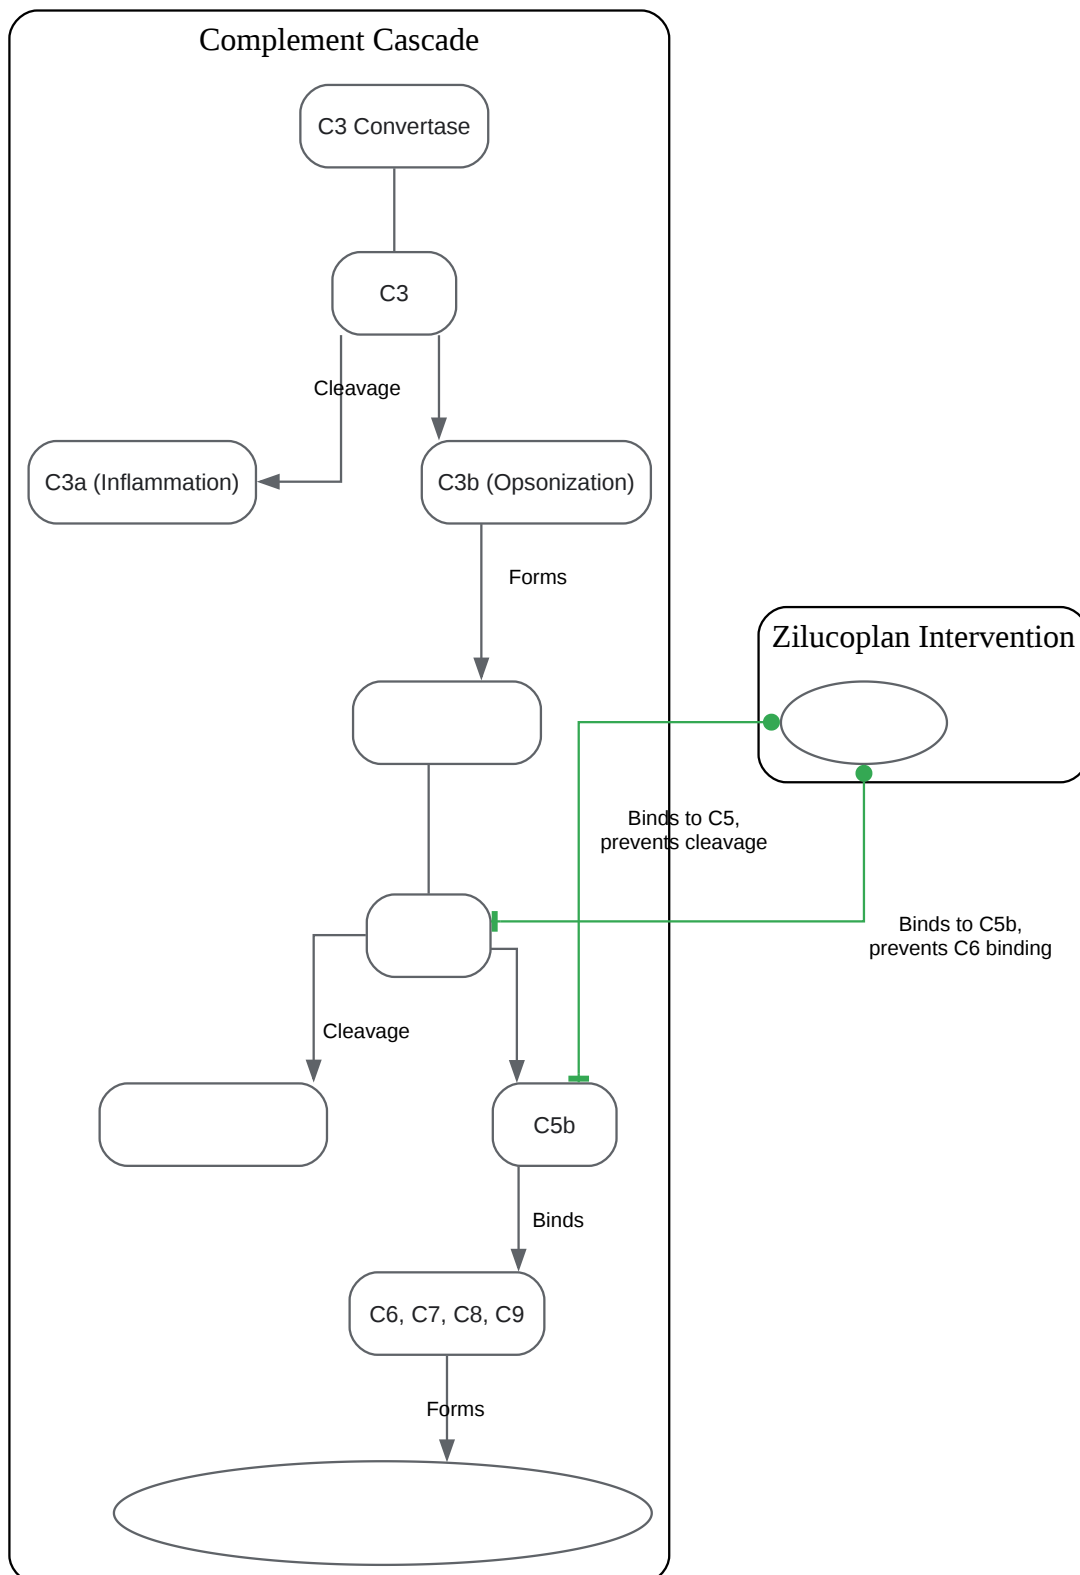 Complement Cascade
C3 Convertase
C3
Cleavage
C3a (Inflammation)
C3b (Opsonization)
Forms
Zilucoplan Intervention
Binds to C5,
prevents cleavage
Binds to C5b,
prevents C6 binding
Cleavage
C5b
Binds
C6, C7, C8, C9
Forms